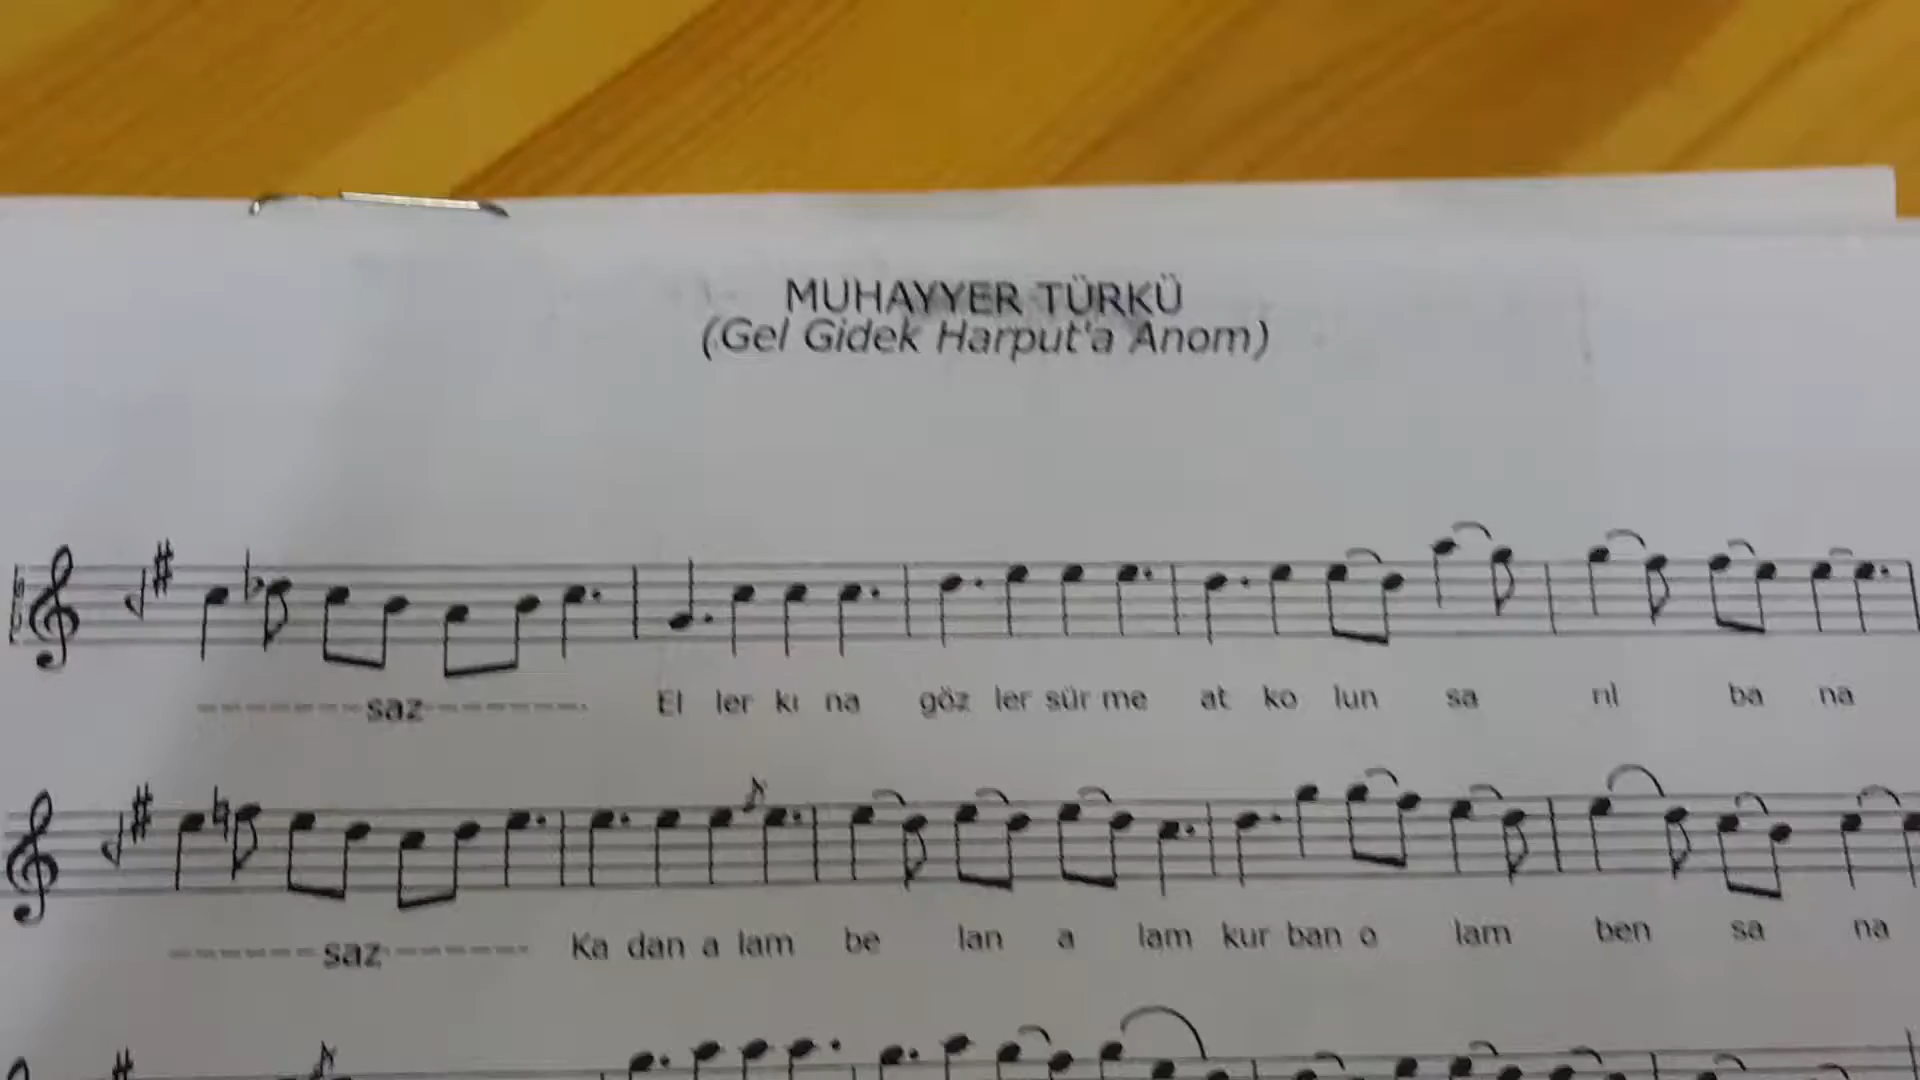 MUHAYYER TÜRKÜ
(Gel Gidek Harput'a Anom)
saz El ler kı na göz ler sür me at ko lun sa rıl ba na
saz Ka dan a lam be lan a lam kur ban o lam ben sa na